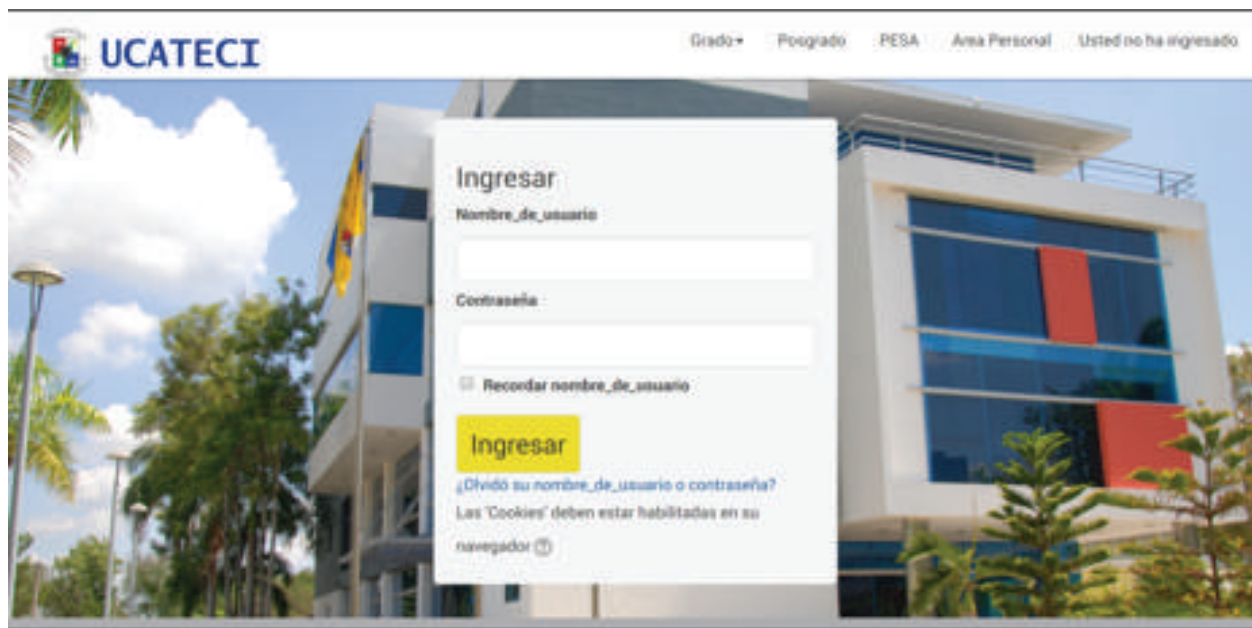 UCATECI
Grado Posgrado PESA Area Personal Usted no ha ingresado
Ingresar
Nombre_de_usuario
Contraseña
Recordar nombre_de_usuario
Ingresar
¿Olvidó su nombre_de_usuario o contraseña?
Las 'Cookies' deben estar habilitadas en su
navegador